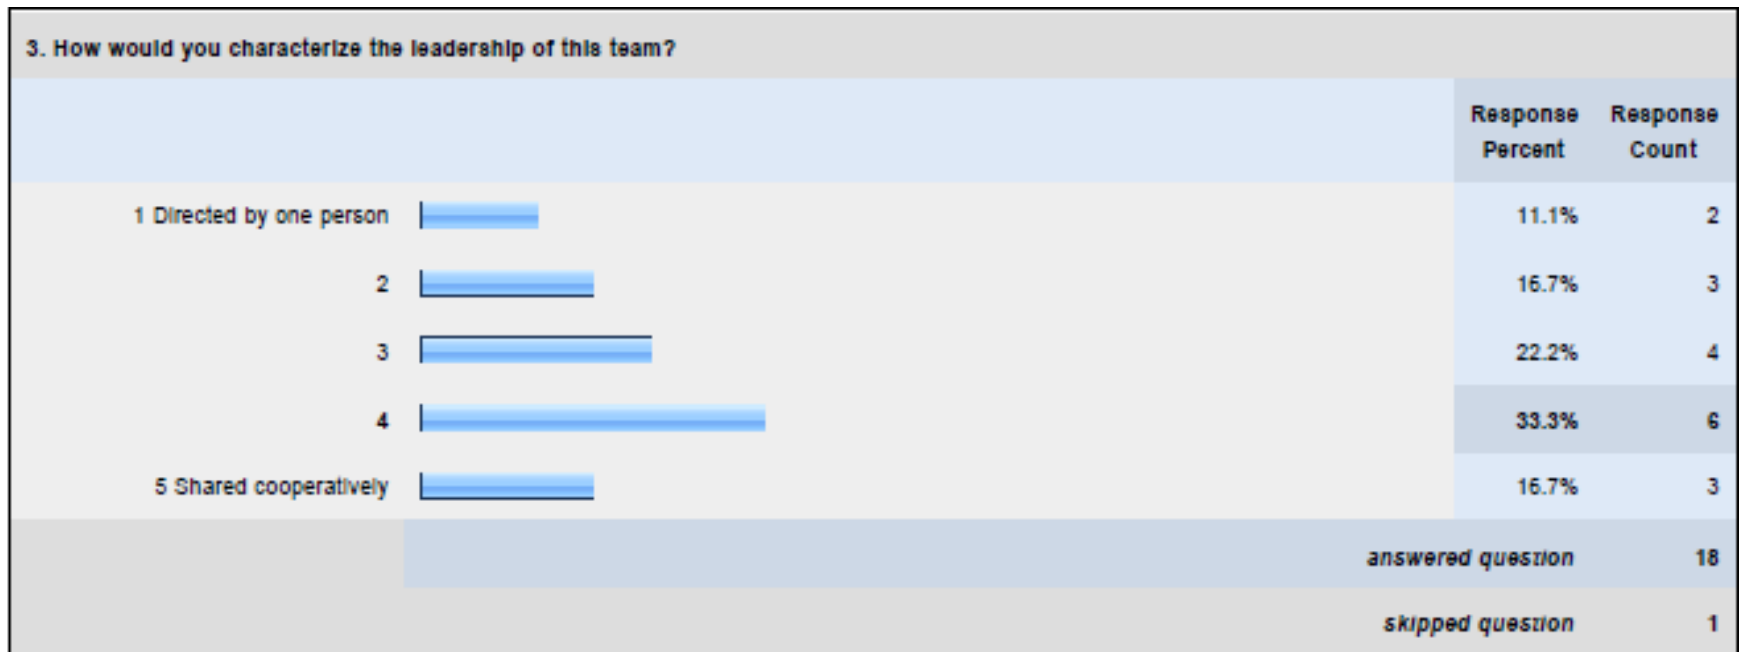 3. How would you characterize the leadership of this team?
Response Percent
Response Count
1 Directed by one person 11.1% 2
2 16.7% 3
3 22.2% 4
4 33.3% 6
5 Shared cooperatively 16.7% 3
answered question 18
skipped question 1